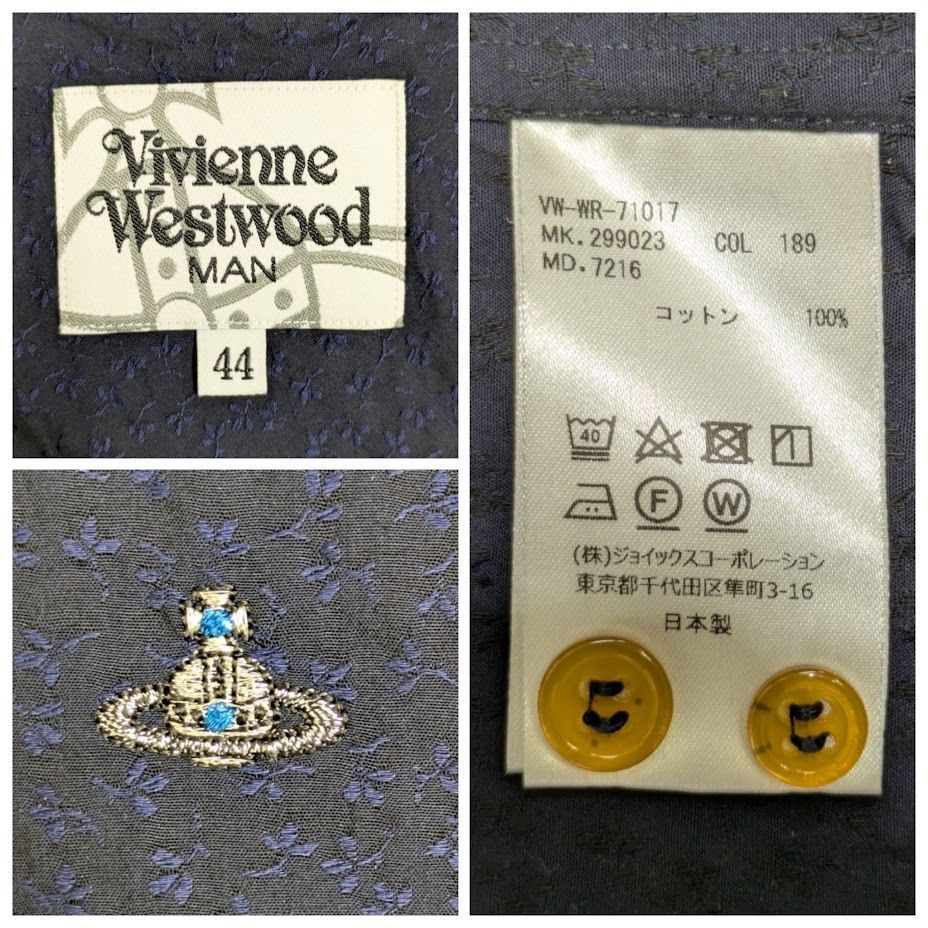 Vivienne
Westwood
MAN
44
VW-WR-71017
MK.299023 COL 189
MD.7216
コットン 100%
40
F W
(株)ジョイックスコーポレーション
東京都千代田区隼町3-16
日本製